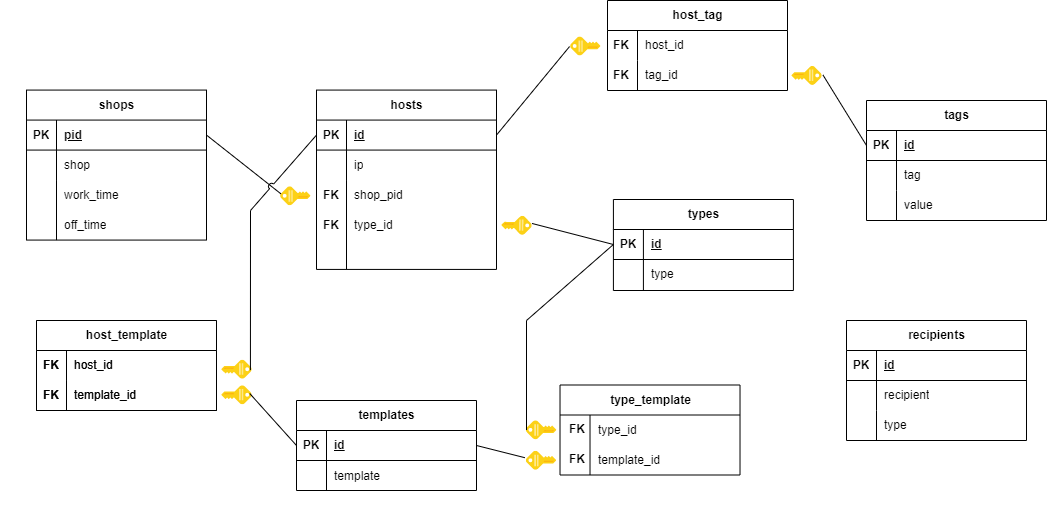 host_tag
FK host_id
FK tag_id
shops
PK pid
shop
work_time
off_time
hosts
PK id
ip
FK shop_pid
FK type_id
tags
PK id
tag
value
types
PK id
type
host_template
FK host_id
FK template_id
recipients
PK id
recipient
type
templates
PK id
template
type_template
FK type_id
FK template_id